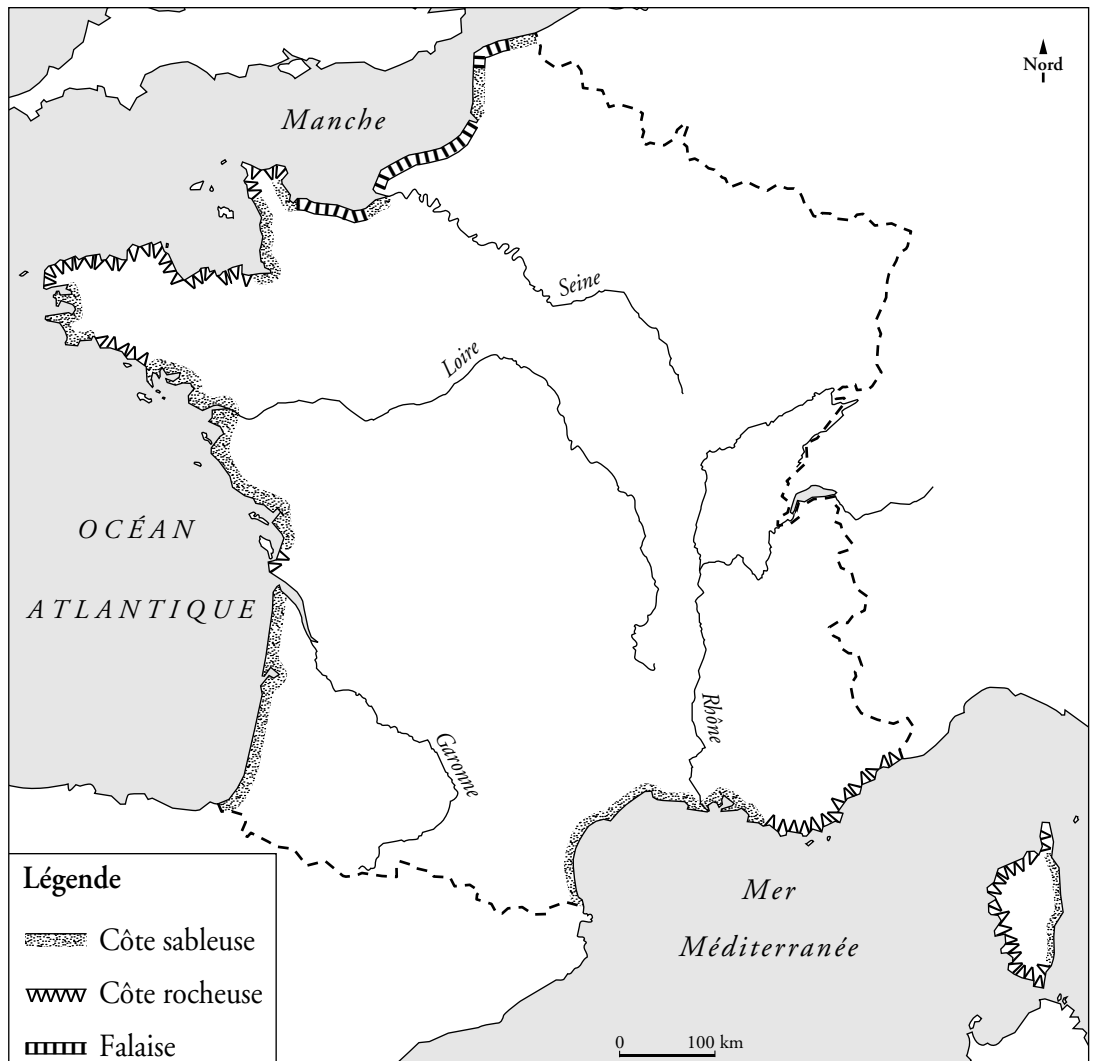 Nord
Manche
Seine
Loire
OCÉAN
ATLANTIQUE
Rhône
Garonne
Mer
Méditerranée
Légende
Côte sableuse
Côte rocheuse
Falaise
0 100 km